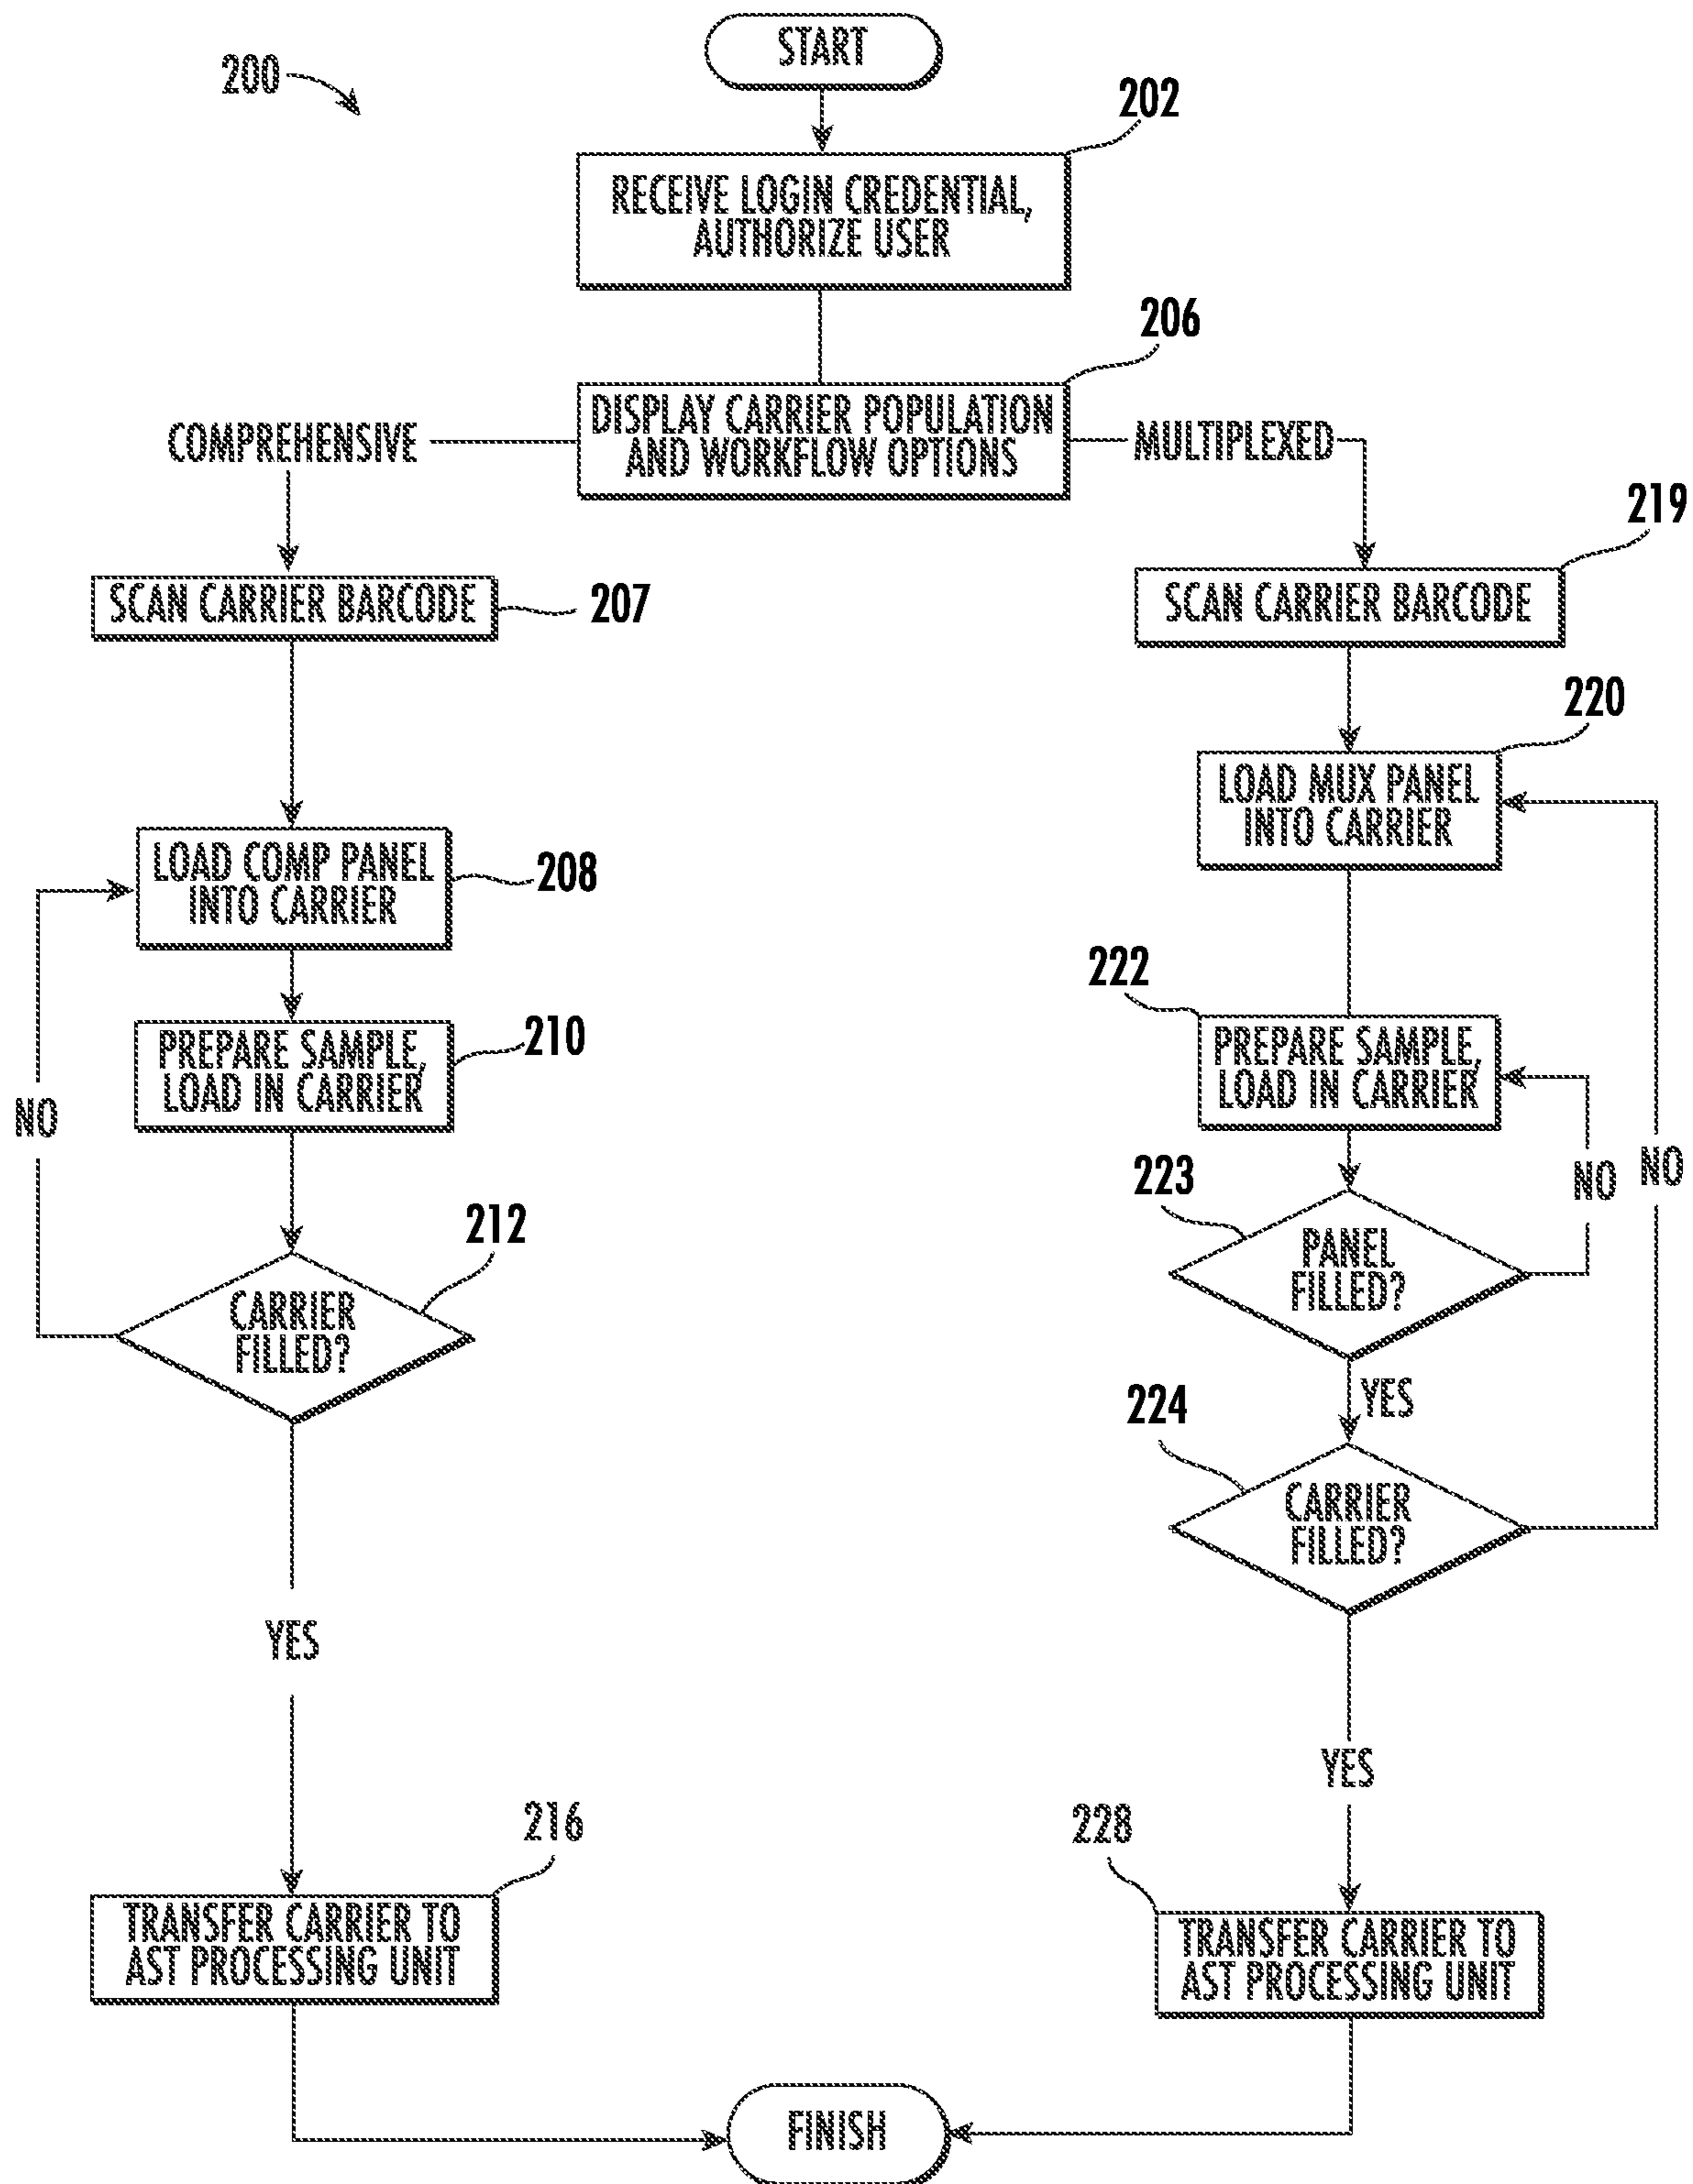 START
200
202
RECEIVE LOGIN CREDENTIAL,
AUTHORIZE USER
206
DISPLAY CARRIER POPULATION
AND WORKFLOW OPTIONS
COMPREHENSIVE
MULTIPLEXED
219
SCAN CARRIER BARCODE
207
SCAN CARRIER BARCODE
220
LOAD MUX PANEL
INTO CARRIER
LOAD COMP PANEL
INTO CARRIER
208
222
PREPARE SAMPLE,
LOAD IN CARRIER
210
PREPARE SAMPLE,
LOAD IN CARRIER
NO
NO
NO
223
212
PANEL
FILLED?
CARRIER
FILLED?
YES
224
CARRIER
FILLED?
YES
YES
216
228
TRANSFER CARRIER TO
AST PROCESSING UNIT
TRANSFER CARRIER TO
AST PROCESSING UNIT
FINISH